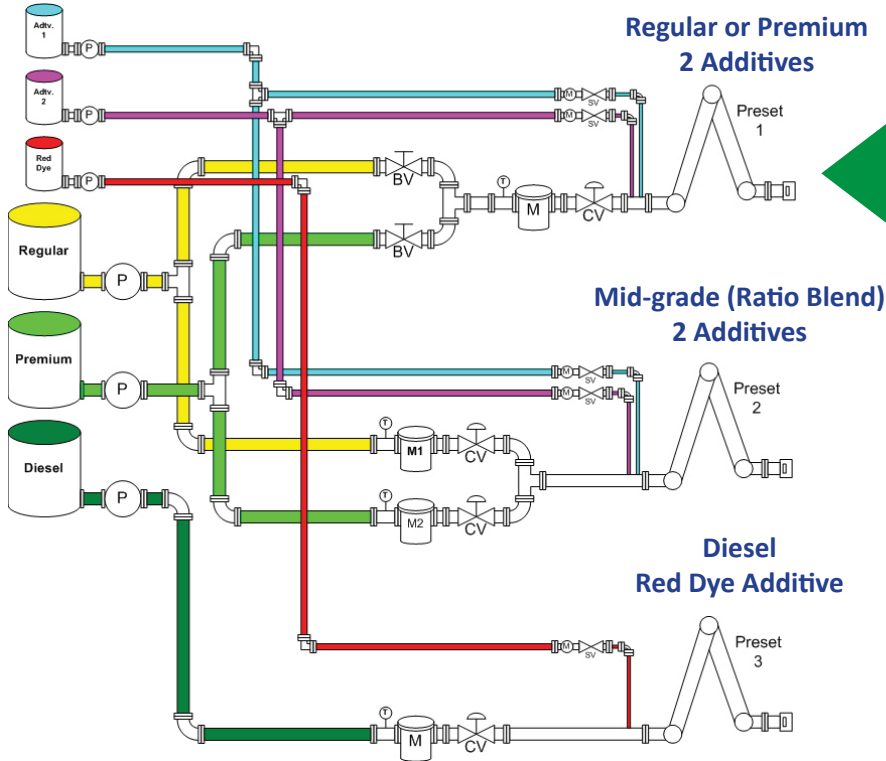 Adtv.
1
P
Adtv.
2
P
Red
Dye
P
Regular
P
Premium
P
Diesel
P
Regular or Premium
2 Additives
M
SV
M
SV
Preset
1
BV
T
M
CV
BV
Mid-grade (Ratio Blend)
2 Additives
M
SV
M
SV
Preset
2
T
M1
CV
T
M2
CV
Diesel
Red Dye Additive
M
SV
Preset
3
T
M
CV